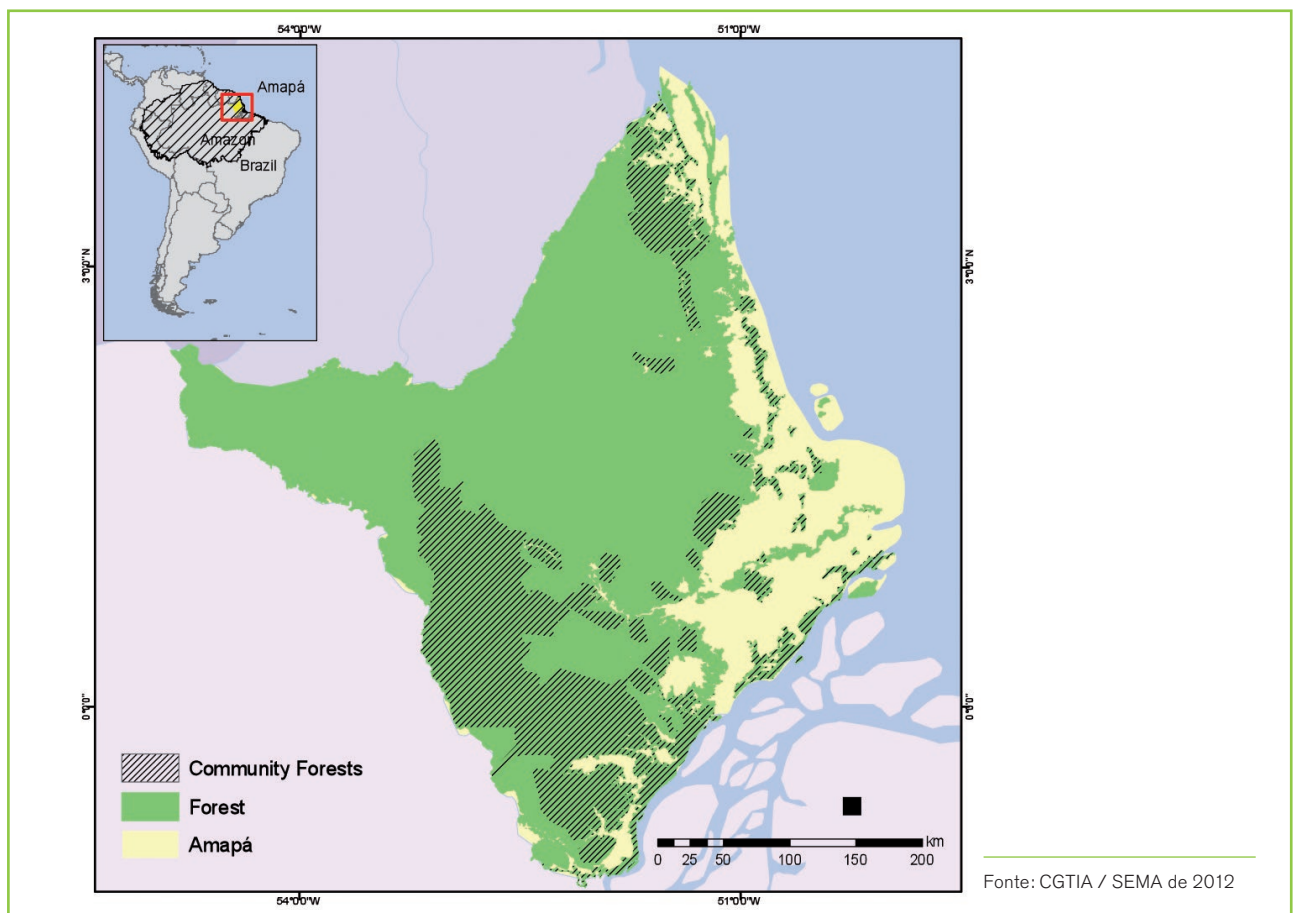 54°0'0"W
51°0'0"W
Amapá
Amazon
Brazil
3°0'0"N
3°0'0"N
0°0'0"
0°0'0"
Community Forests
Forest
Amapá
km
0 25 50 100 150 200
54°0'0"W
51°0'0"W
Fonte: CGTIA / SEMA de 2012